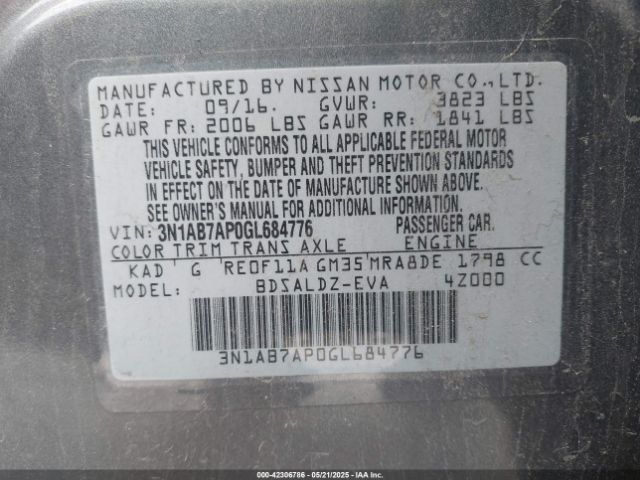 MANUFACTURED BY NISSAN MOTOR CO.,LTD.
DATE: 09/16. GVWR: 3823 LBS
GAWR FR: 2006 LBS GAWR RR: 1841 LBS
THIS VEHICLE CONFORMS TO ALL APPLICABLE FEDERAL MOTOR
VEHICLE SAFETY, BUMPER AND THEFT PREVENTION STANDARDS
IN EFFECT ON THE DATE OF MANUFACTURE SHOWN ABOVE.
SEE OWNER'S MANUAL FOR ADDITIONAL INFORMATION.
VIN: 3N1AB7AP0GL684776 PASSENGER CAR.
COLOR TRIM TRANS AXLE ENGINE
KAD G RE0F11A GM35 MRA8DE 1798 CC
MODEL: BDSALDZ-EVA 4Z000
3N1AB7AP0GL684776
000-42306786 - 05/21/2025 - IAA